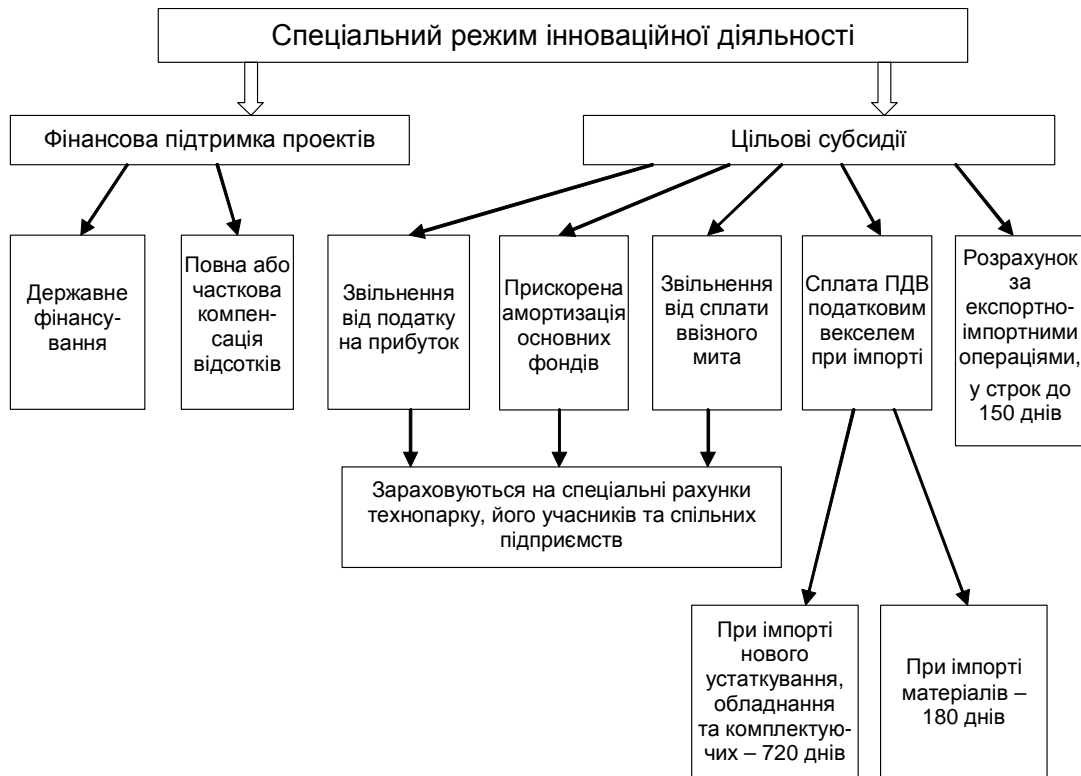 Спеціальний режим інноваційної діяльності
Фінансова підтримка проектів
Цільові субсидії
Державне
фінансу-
вання
Повна або
часткова
компен-
сація
відсотків
Звільнення
від податку
на прибуток
Прискорена
амортизація
основних
фондів
Звільнення
від сплати
ввізного
мита
Сплата ПДВ
податковим
векселем
при імпорті
Розрахунок
за
експортно-
імпортними
операціями,
у строк до
150 днів
Зараховуються на спеціальні рахунки
технопарку, його учасників та спільних
підприємств
При імпорті
нового
устаткування,
обладнання
та комплектую-
чих – 720 днів
При імпорті
матеріалів –
180 днів